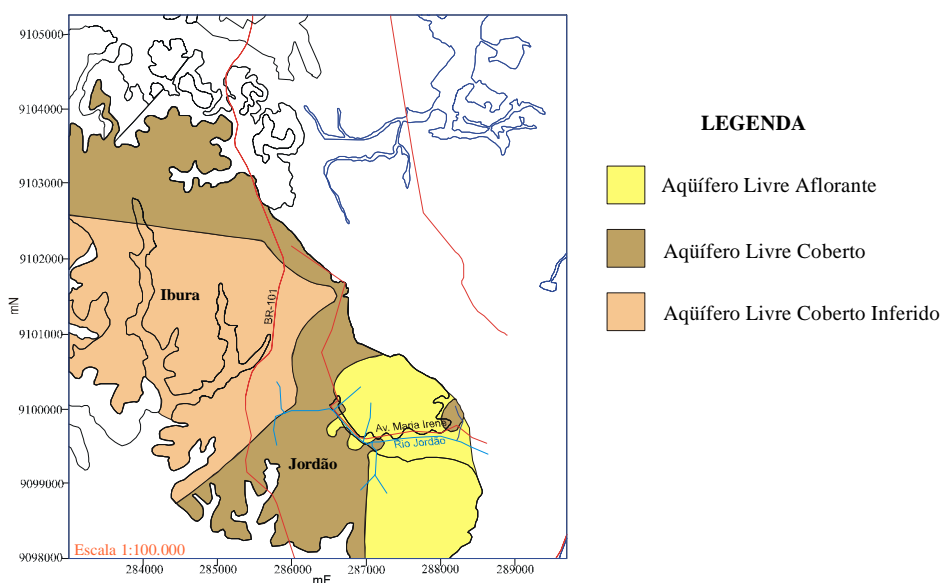 9105000
9104000
9103000
9102000
9101000
9100000
9099000
9098000
mN
284000
285000
286000
287000
288000
289000
mE
Ibura
BR-101
Av. Maria Irene
Rio Jordão
Jordão
Escala 1:100.000
LEGENDA
Aqüífero Livre Aflorante
Aqüífero Livre Coberto
Aqüífero Livre Coberto Inferido